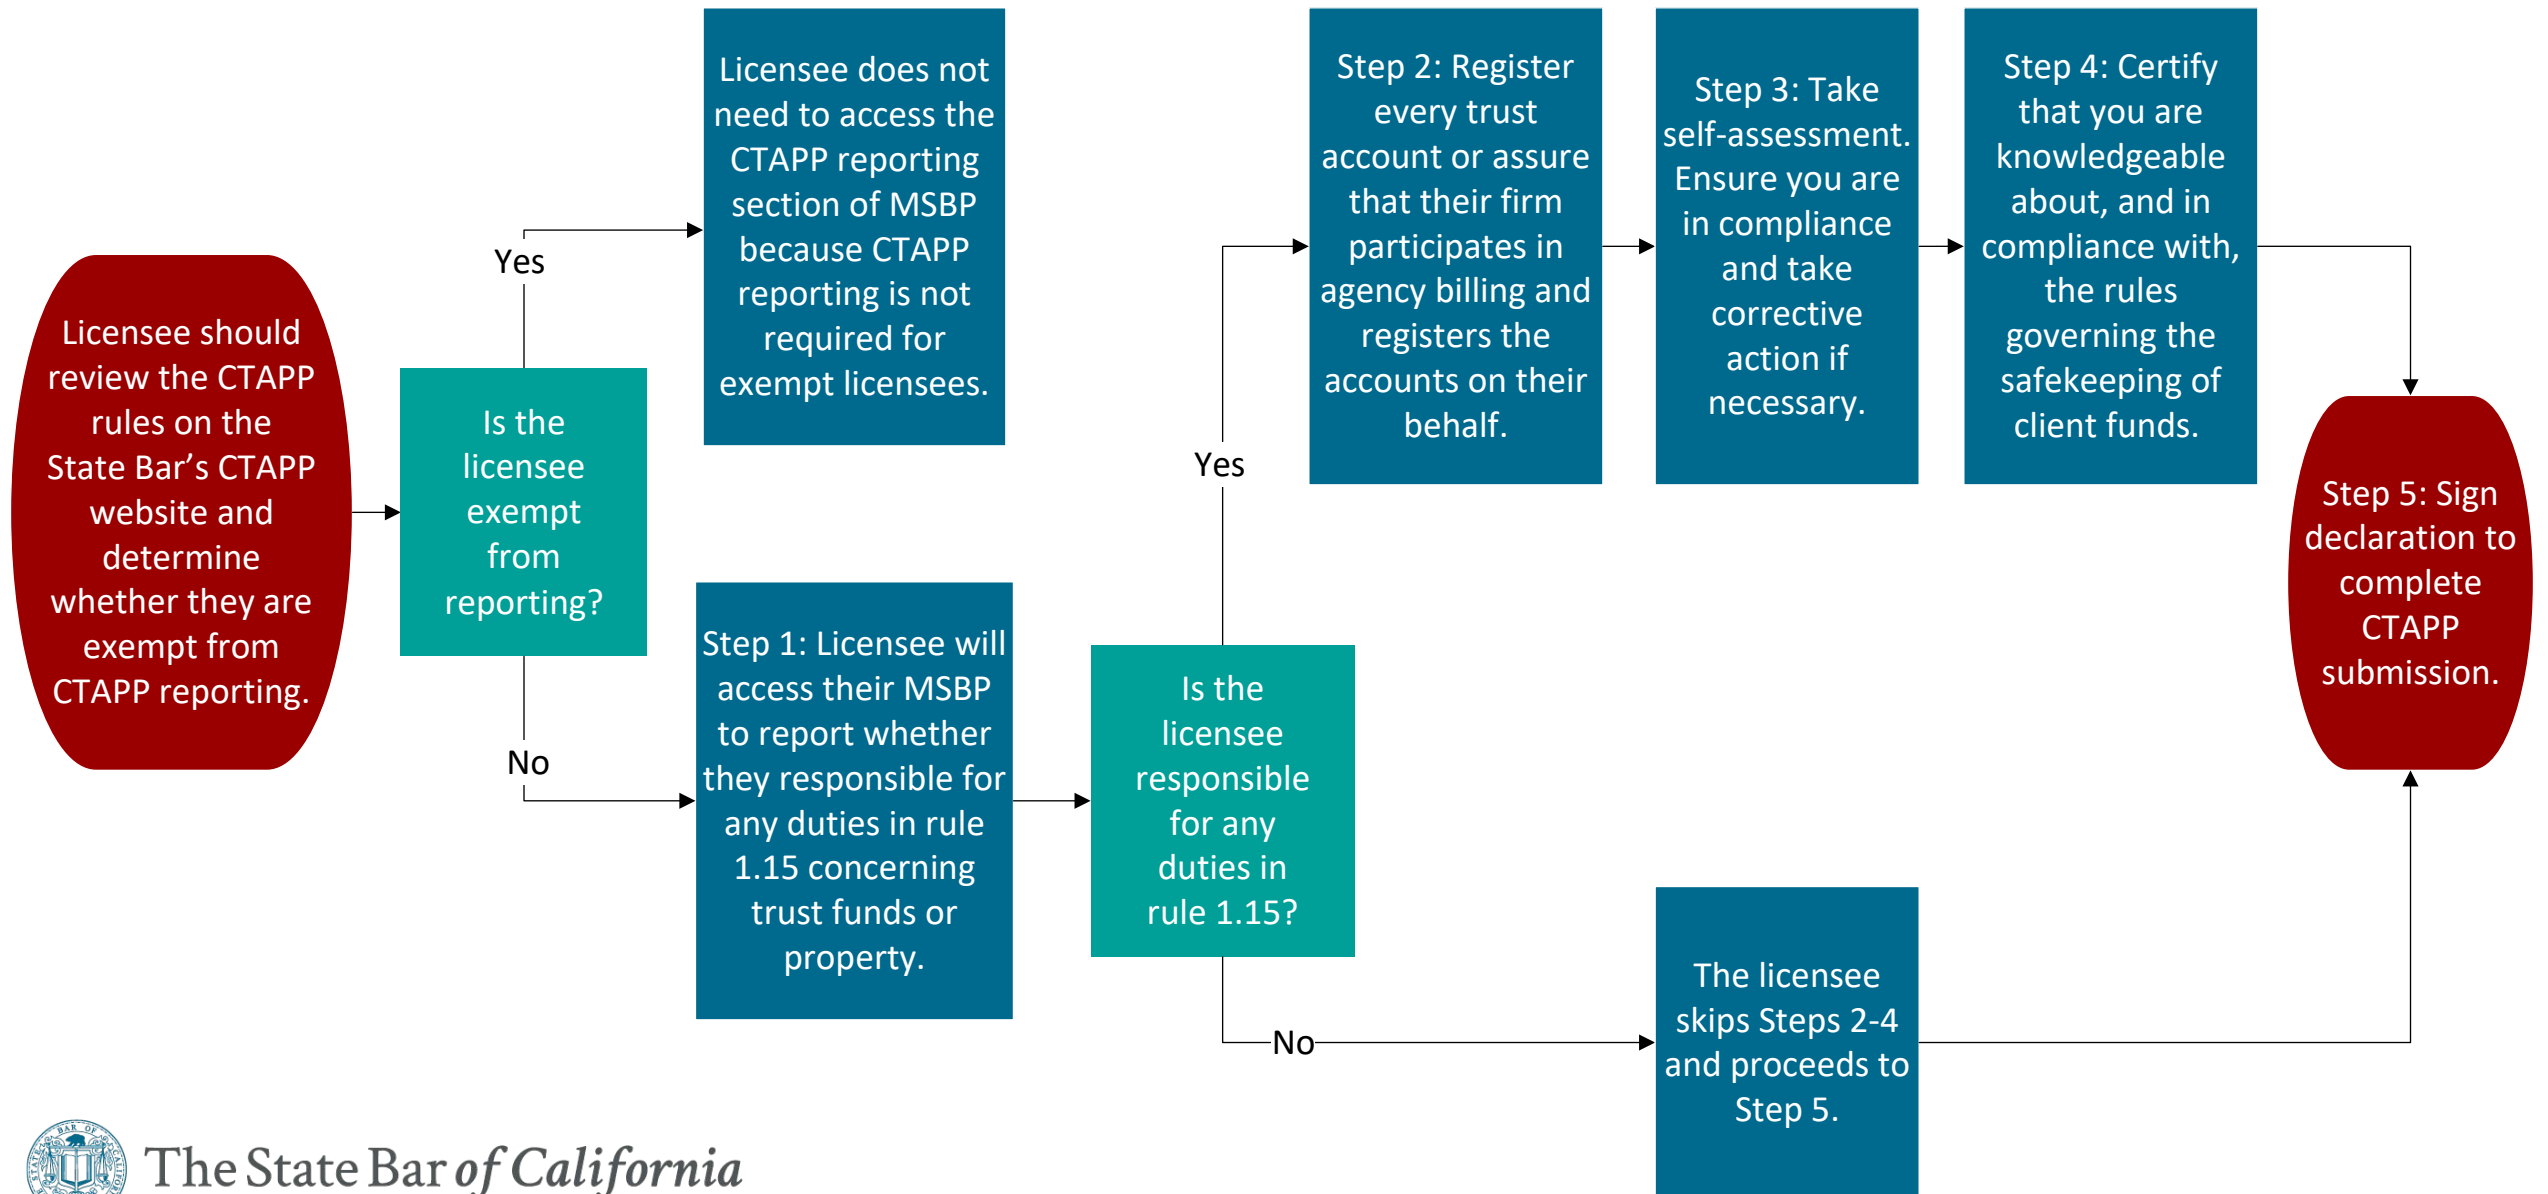 Licensee should
review the CTAPP
rules on the
State Bar’s CTAPP
website and
determine
whether they are
exempt from
CTAPP reporting.
Is the
licensee
exempt
from
reporting?
Yes
Licensee does not
need to access the
CTAPP reporting
section of MSBP
because CTAPP
reporting is not
required for
exempt licensees.
No
Step 1: Licensee will
access their MSBP
to report whether
they responsible for
any duties in rule
1.15 concerning
trust funds or
property.
Is the
licensee
responsible
for any
duties in
rule 1.15?
Yes
Step 2: Register
every trust
account or assure
that their firm
participates in
agency billing and
registers the
accounts on their
behalf.
Step 3: Take
self-assessment.
Ensure you are
in compliance
and take
corrective
action if
necessary.
Step 4: Certify
that you are
knowledgeable
about, and in
compliance with,
the rules
governing the
safekeeping of
client funds.
No
The licensee
skips Steps 2-4
and proceeds to
Step 5.
Step 5: Sign
declaration to
complete
CTAPP
submission.
The State Bar of California